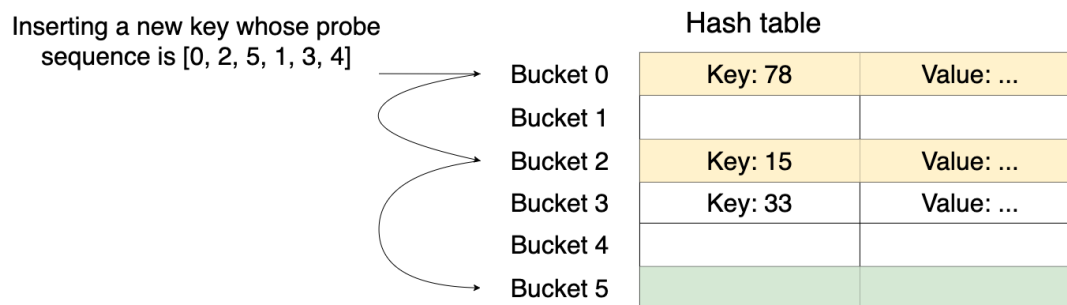 Inserting a new key whose probe
sequence is [0, 2, 5, 1, 3, 4]
Hash table
Bucket 0 Key: 78 Value: ...
Bucket 1
Bucket 2 Key: 15 Value: ...
Bucket 3 Key: 33 Value: ...
Bucket 4
Bucket 5